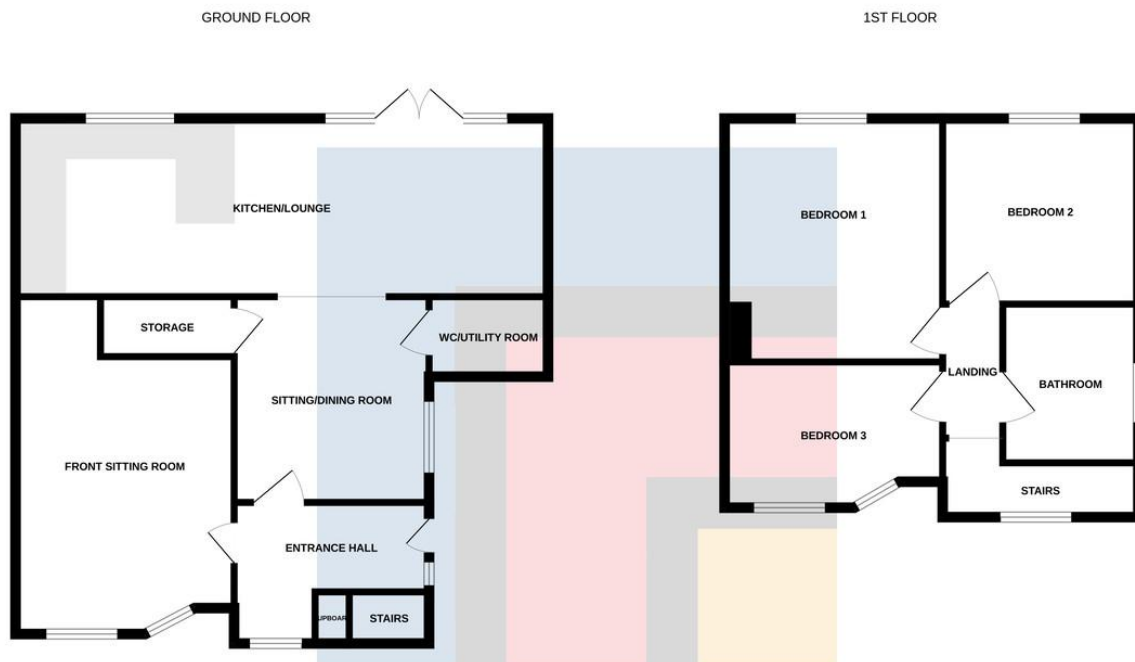 GROUND FLOOR
1ST FLOOR
KITCHEN/LOUNGE
STORAGE
WC/UTILITY ROOM
SITTING/DINING ROOM
FRONT SITTING ROOM
ENTRANCE HALL
STAIRS
BEDROOM 1
BEDROOM 2
LANDING
BATHROOM
BEDROOM 3
STAIRS